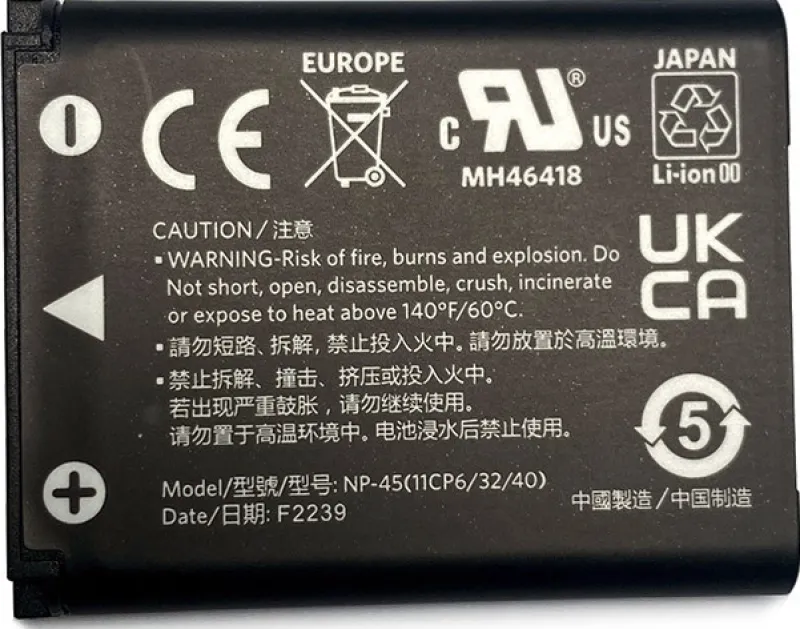 EUROPE
JAPAN
CE
C RU® US
MH46418
Li-ion 00
UK
CA
CAUTION / 注意
▪ WARNING-Risk of fire, burns and explosion. Do
Not short, open, disassemble, crush, incinerate
or expose to heat above 140°F/60°C.
▪ 請勿短路、拆解，禁止投入火中。請勿放置於高溫環境。
▪ 禁止拆解、撞击、挤压或投入火中。
若出现严重鼓胀，请勿继续使用。
请勿置于高温环境中。电池浸水后禁止使用。
5
Model/型號/型号: NP-45(11CP6/32/40)
Date/日期: F2239
中國製造 / 中国制造